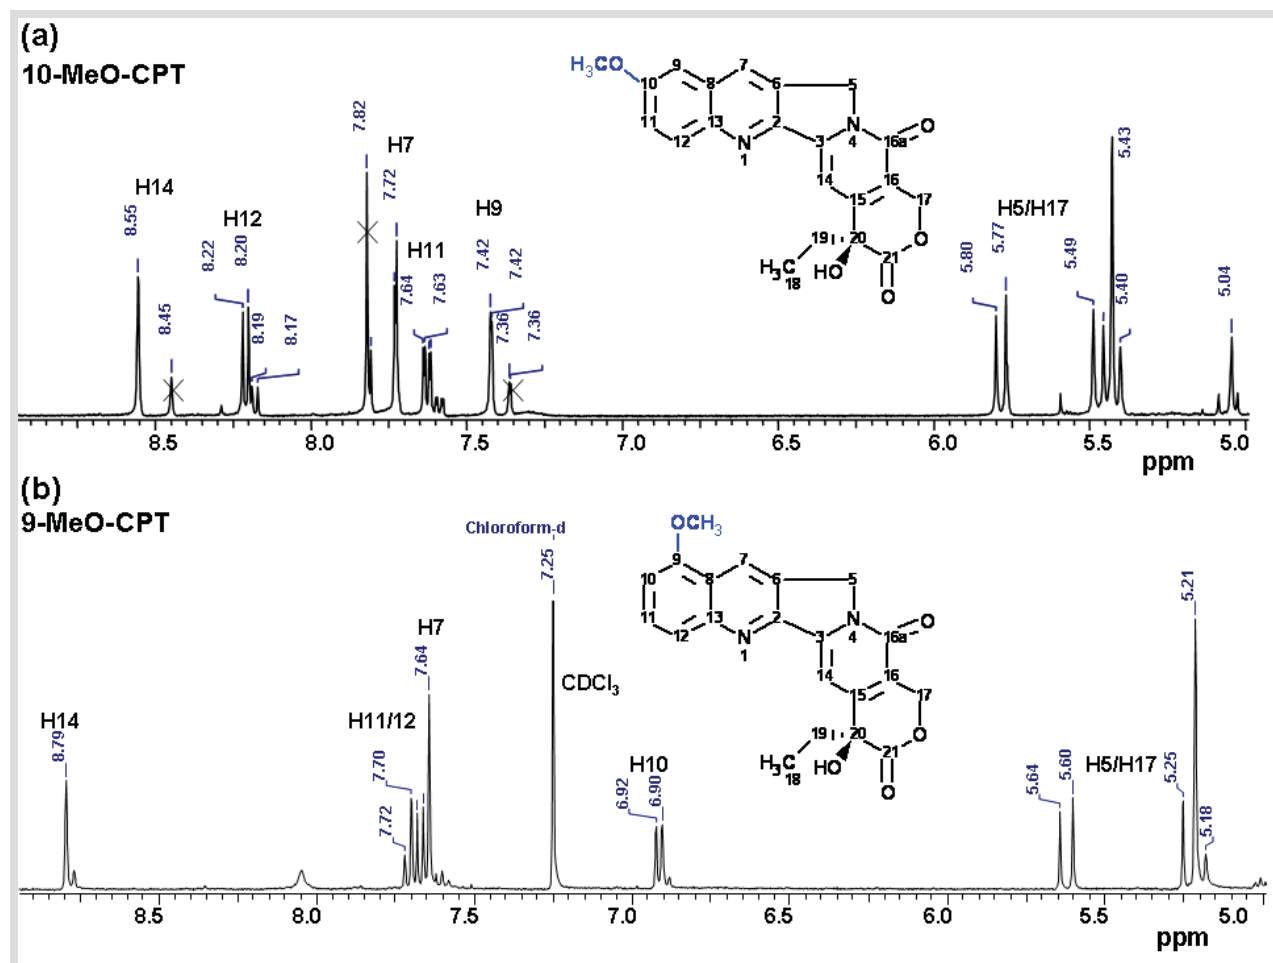 (a)
10-MeO-CPT
H14
8.55
8.45
H12
8.22
8.20
8.19
8.17
7.82
H7
7.72
H11
7.64
7.63
H9
7.42
7.42
7.36
7.36
H5/H17
5.80
5.77
5.49
5.43
5.40
5.04
H₃CO
10
9
8
7
6
5
11
12
13
N
1
2
3
N
4
16a
O
14
15
16
17
19
20
21
O
H₃C
18
HO
O
8.5
8.0
7.5
7.0
6.5
6.0
5.5
5.0
ppm
(b)
9-MeO-CPT
H14
8.79
H11/12
7.72
7.70
H7
7.64
Chloroform-d
7.25
CDCl₃
H10
6.92
6.90
5.64
5.60
H5/H17
5.25
5.21
5.18
OCH₃
10
9
8
7
6
5
11
12
13
N
1
2
3
N
4
16a
O
14
15
16
17
19
20
21
O
H₃C
18
HO
O
8.5
8.0
7.5
7.0
6.5
6.0
5.5
5.0
ppm